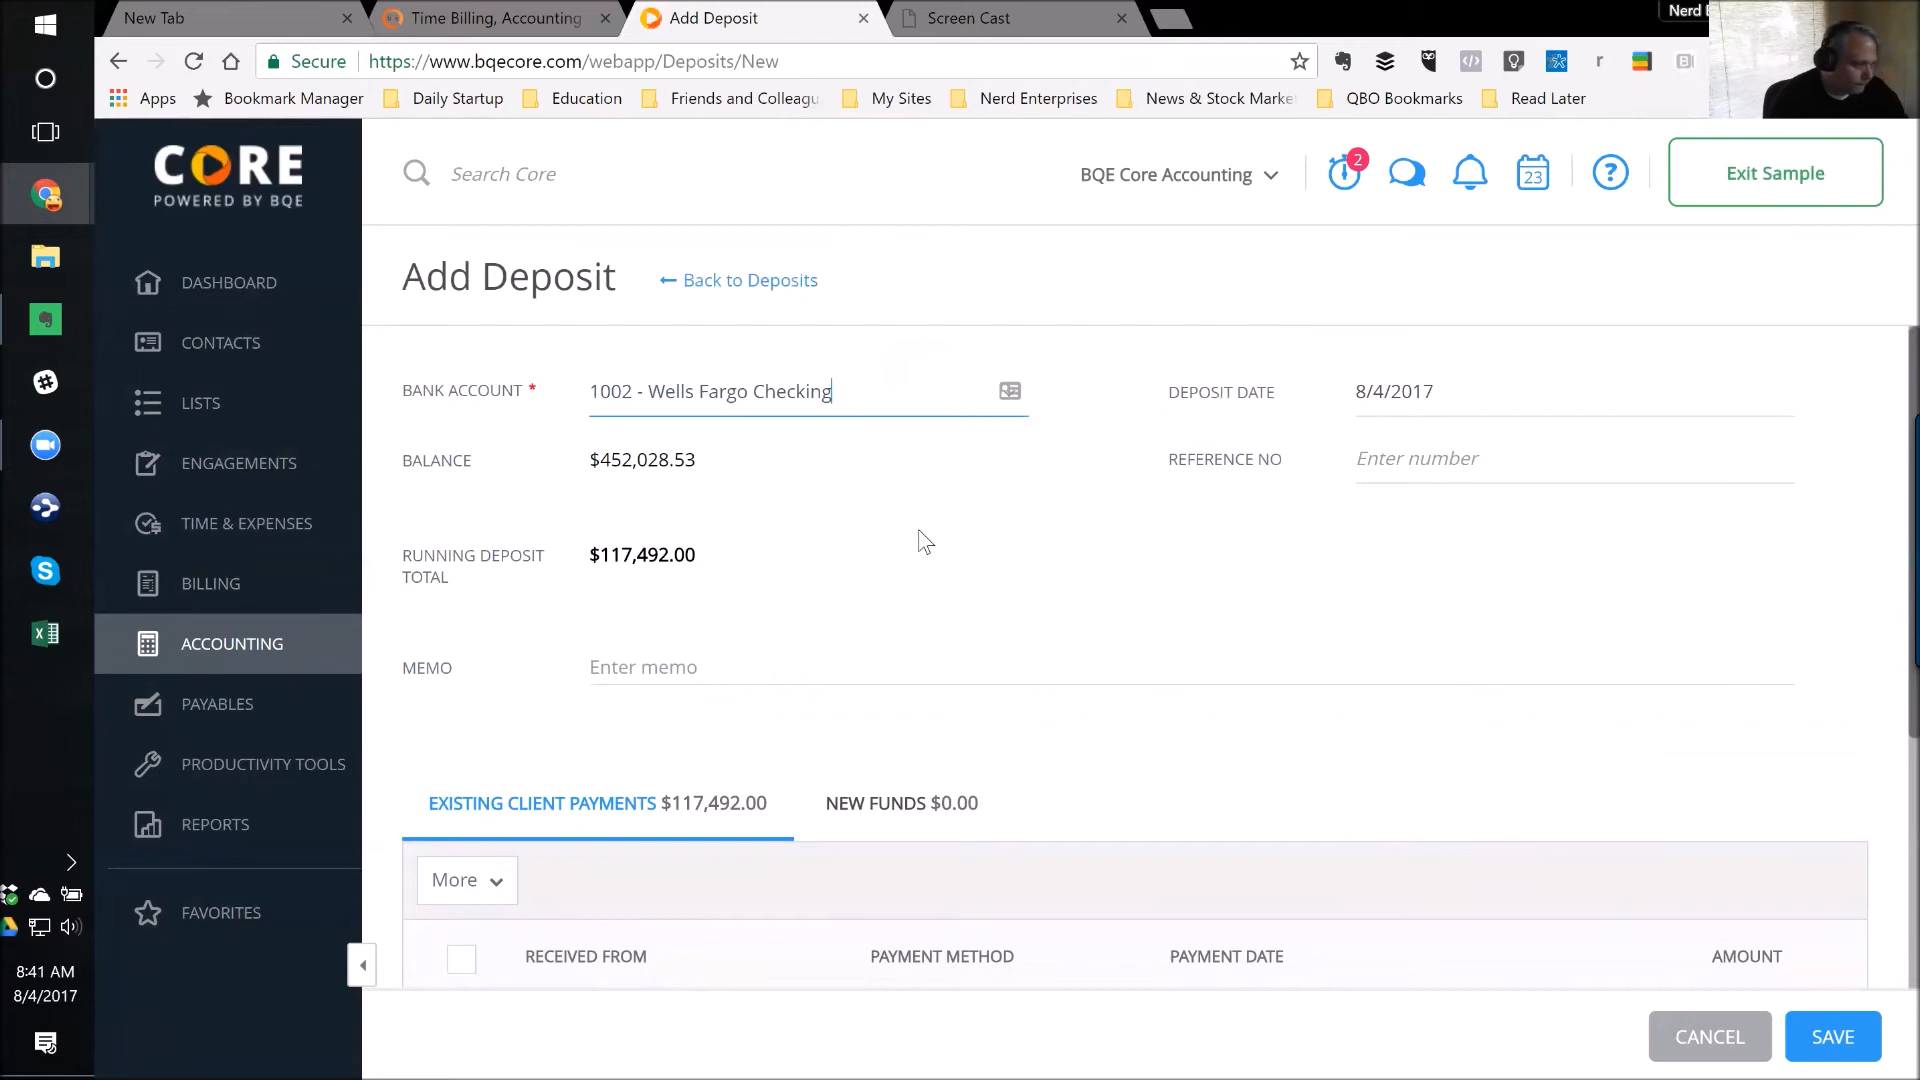 New Tab
Time Billing, Accounting
Add Deposit
Screen Cast
Secure
https://www.bqecore.com/webapp/Deposits/New
Apps
Bookmark Manager
Daily Startup
Education
Friends and Colleagu
My Sites
Nerd Enterprises
News & Stock Marke
QBO Bookmarks
Read Later
CORE
POWERED BY BQE
Search Core
BQE Core Accounting
2
23
?
Exit Sample
Add Deposit
← Back to Deposits
DASHBOARD
CONTACTS
LISTS
ENGAGEMENTS
TIME & EXPENSES
BILLING
ACCOUNTING
PAYABLES
PRODUCTIVITY TOOLS
REPORTS
FAVORITES
BANK ACCOUNT *
1002 - Wells Fargo Checking
DEPOSIT DATE
8/4/2017
BALANCE
$452,028.53
REFERENCE NO
Enter number
RUNNING DEPOSIT
TOTAL
$117,492.00
MEMO
Enter memo
EXISTING CLIENT PAYMENTS $117,492.00
NEW FUNDS $0.00
More
RECEIVED FROM
PAYMENT METHOD
PAYMENT DATE
AMOUNT
CANCEL
SAVE
8:41 AM
8/4/2017